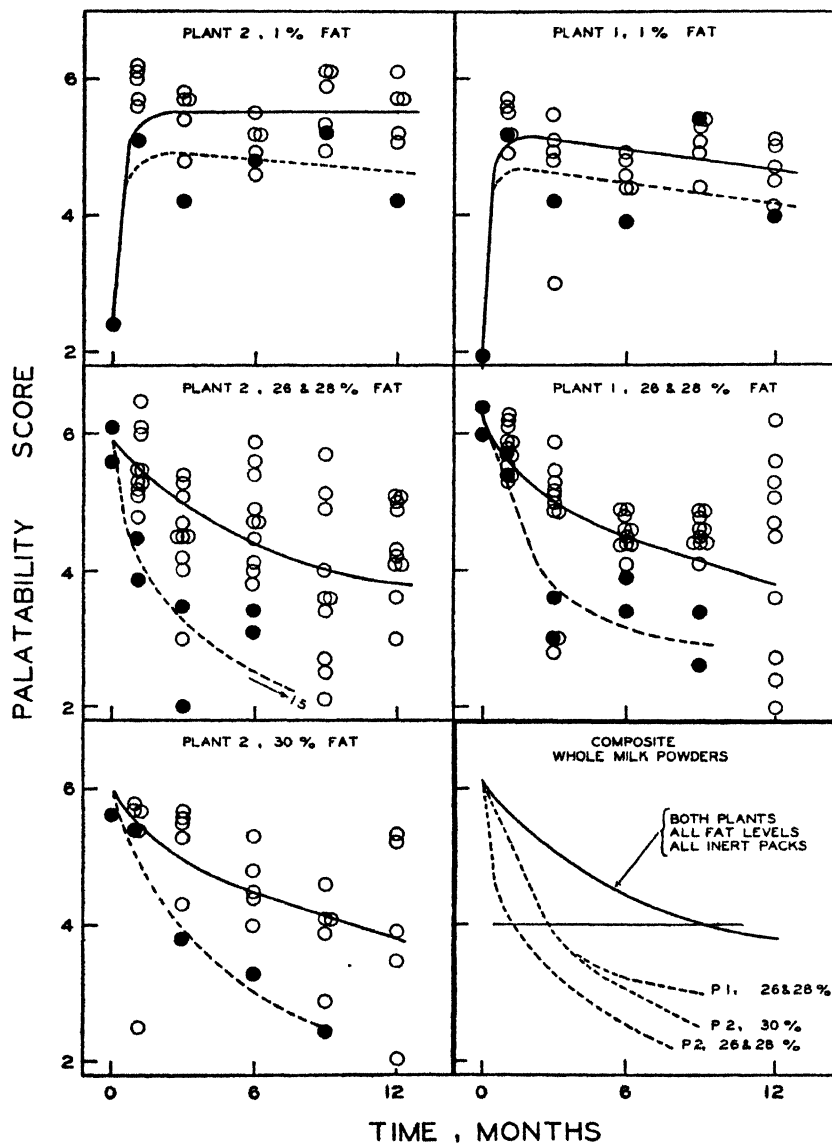 PLANT 2, 1% FAT
PLANT 1, 1% FAT
6
4
2
PLANT 2, 26 & 28% FAT
PLANT 1, 26 & 28% FAT
6
4
2
1.5
PLANT 2, 30% FAT
COMPOSITE
WHOLE MILK POWDERS
6
4
2
BOTH PLANTS
ALL FAT LEVELS
ALL INERT PACKS
P 1, 26&28%
P 2, 30%
P2, 26&28%
0 6 12
0 6 12
PALATABILITY SCORE
TIME, MONTHS